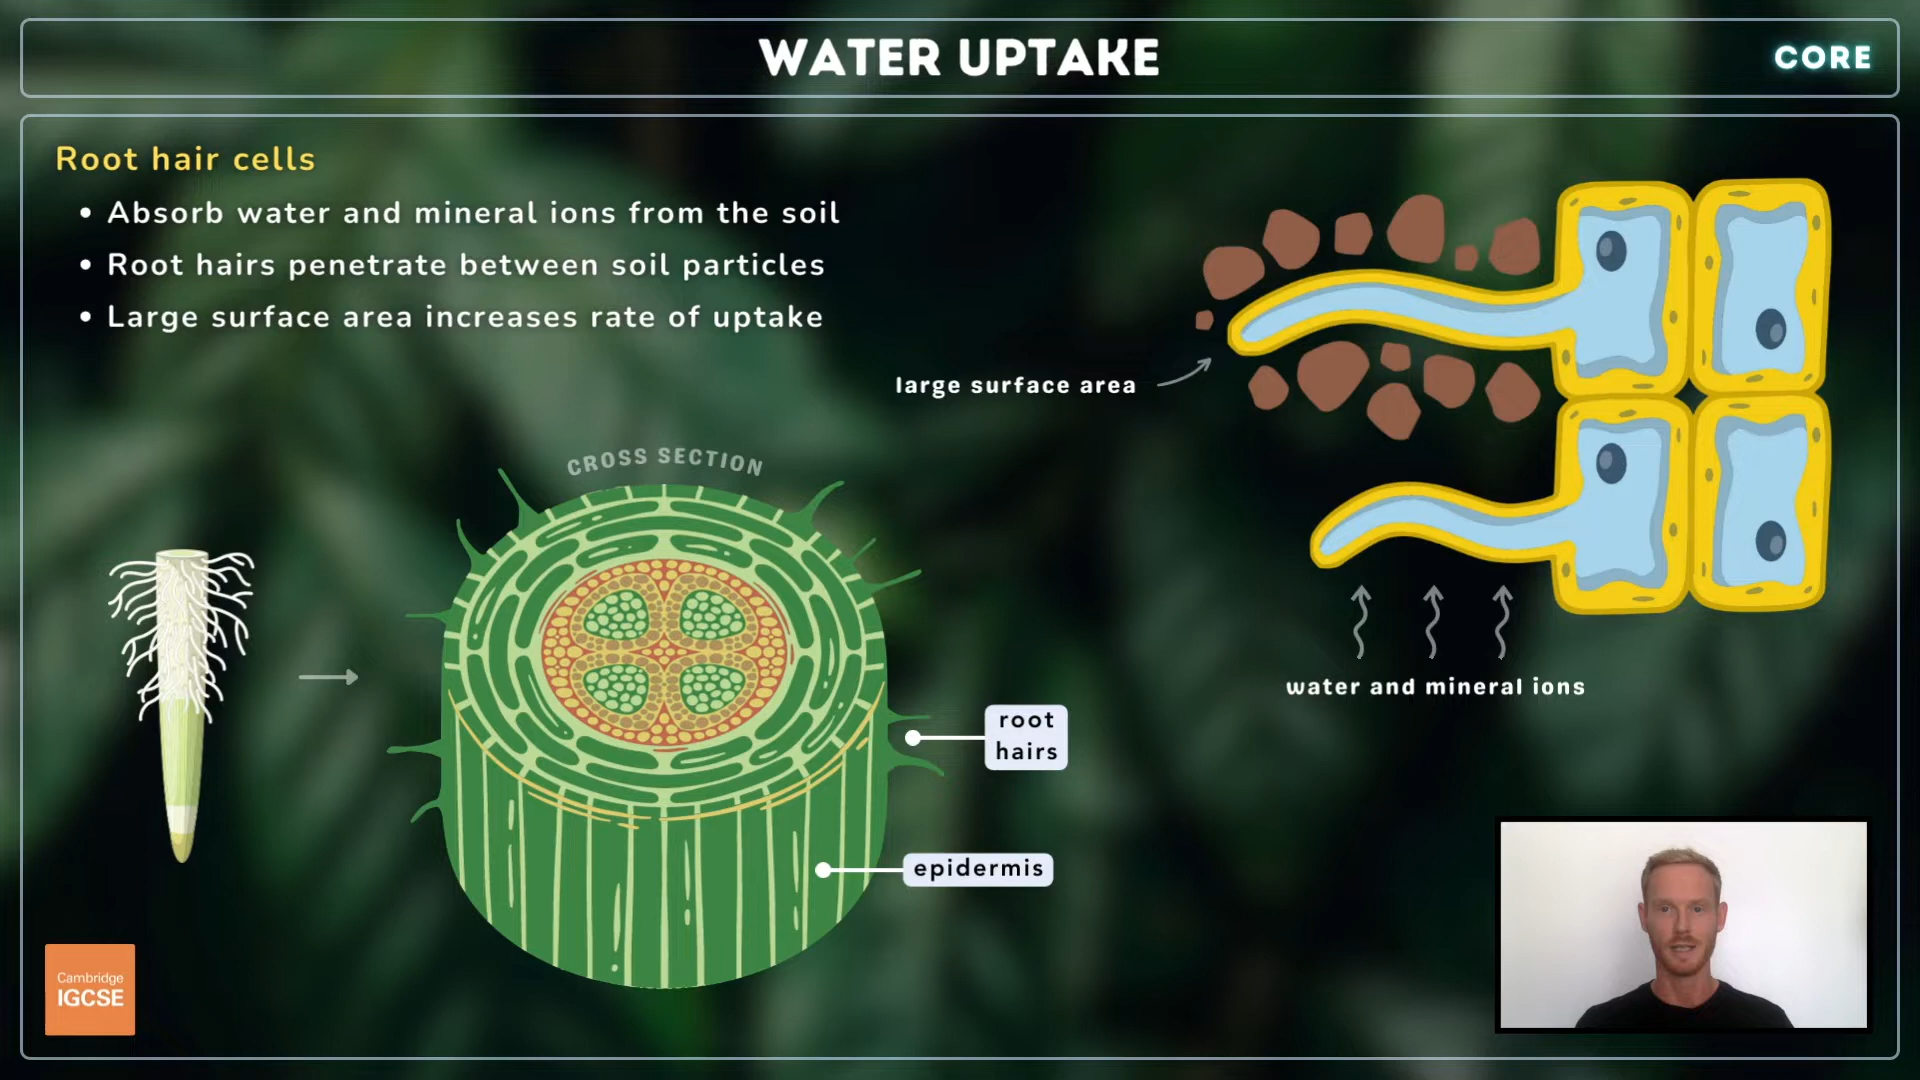 WATER UPTAKE
CORE
Root hair cells
• Absorb water and mineral ions from the soil
• Root hairs penetrate between soil particles
• Large surface area increases rate of uptake
large surface area
CROSS SECTION
water and mineral ions
root
hairs
epidermis
Cambridge
IGCSE